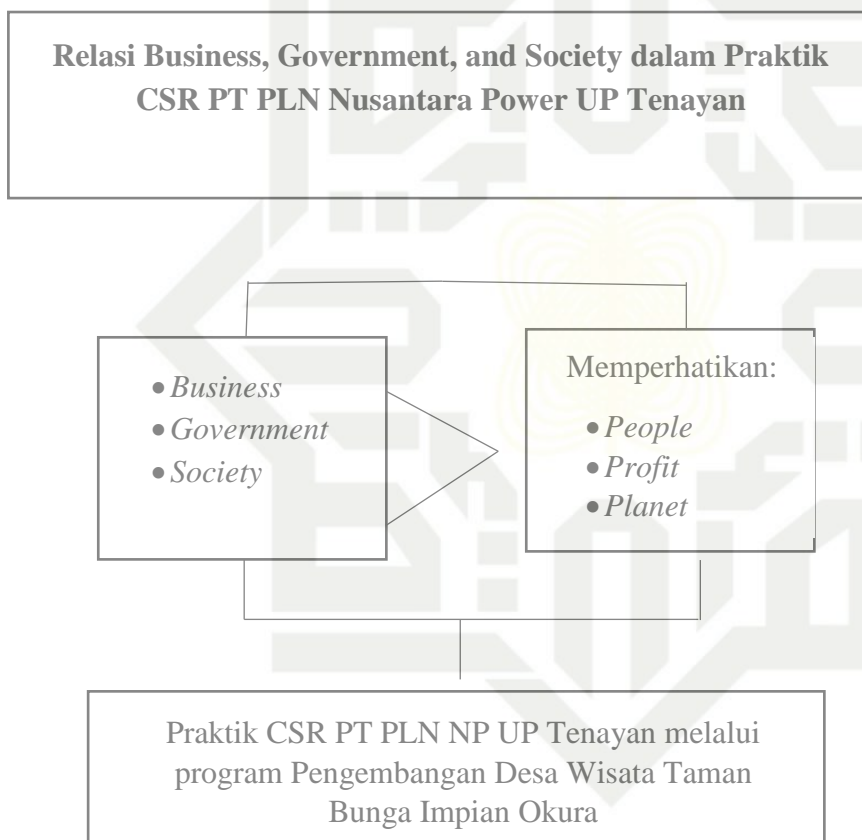 Relasi Business, Government, and Society dalam Praktik
CSR PT PLN Nusantara Power UP Tenayan
• Business
• Government
• Society
Memperhatikan:
• People
• Profit
• Planet
Praktik CSR PT PLN NP UP Tenayan melalui
program Pengembangan Desa Wisata Taman
Bunga Impian Okura